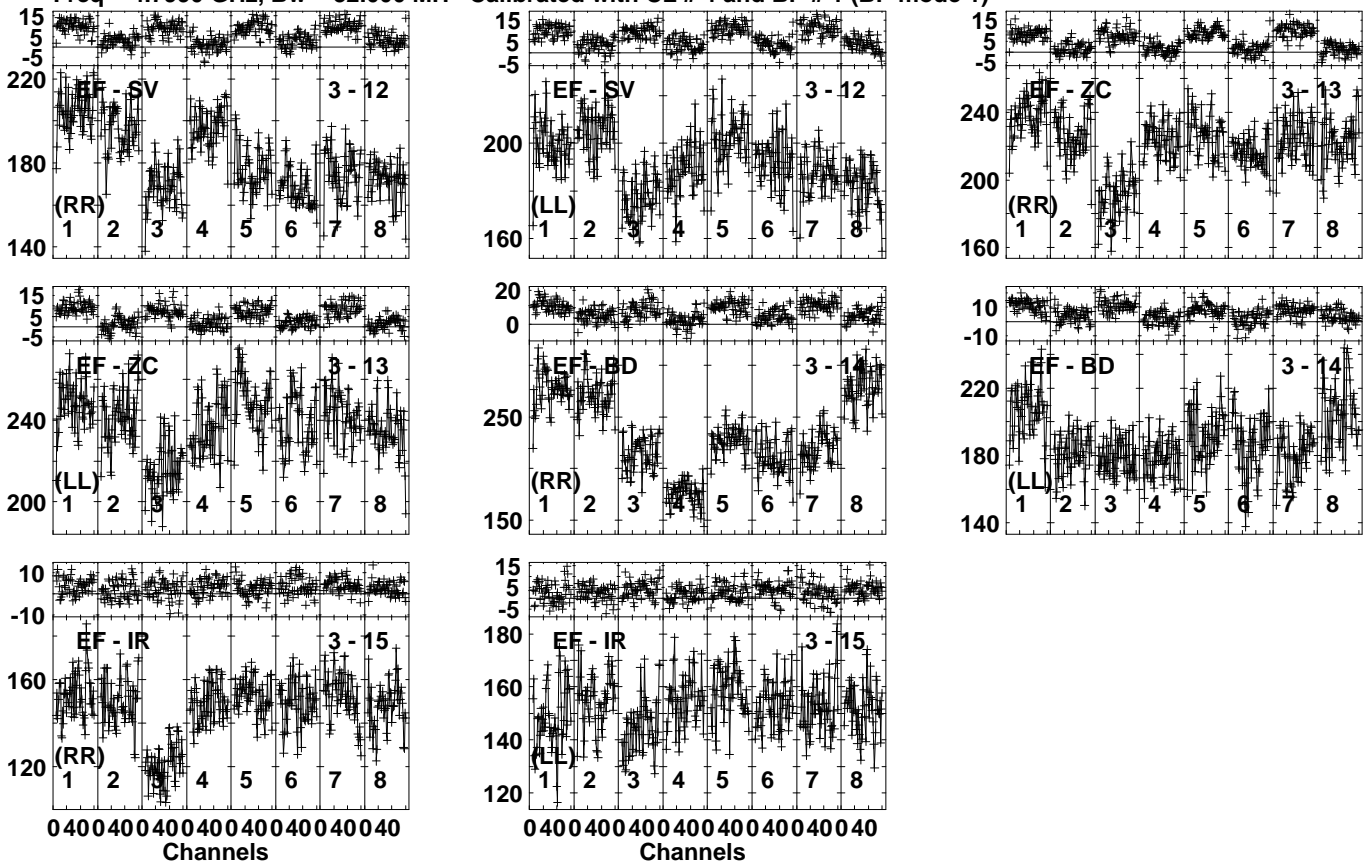 15 5 -5
220 180 140
EF - SV 3 - 12
(RR)
1 2 3 4 5 6 7 8
15 5 -5
200 160
EF - SV 3 - 12
(LL)
1 2 3 4 5 6 7 8
15 5 -5
240 200 160
EF - ZC 3 - 13
(RR)
1 2 3 4 5 6 7 8
15 5 -5
240 200
EF - ZC 3 - 13
(LL)
1 2 3 4 5 6 7 8
20 0
250 150
EF - BD 3 - 14
(RR)
1 2 3 4 5 6 7 8
10 -10
220 180 140
EF - BD 3 - 14
(LL)
1 2 3 4 5 6 7 8
10 -10
160 120
EF - IR 3 - 15
(RR)
1 2 3 4 5 6 7 8
15 5 -5
180 160 140 120
EF - IR 3 - 15
(LL)
1 2 3 4 5 6 7 8
0 40 0 40 0 40 0 40 0 40 0 40 0 40 0 40
Channels
0 40 0 40 0 40 0 40 0 40 0 40 0 40 0 40
Channels